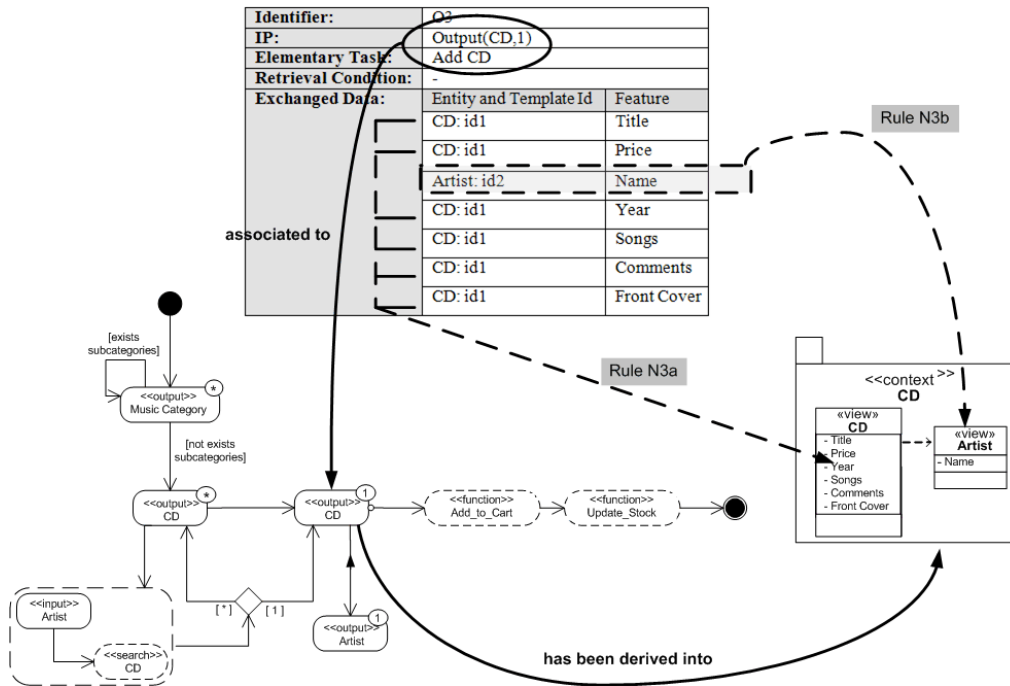 Identifier: O3
IP: Output(CD,1)
Elementary Task: Add CD
Retrieval Condition: -
Exchanged Data: Entity and Template Id Feature
CD: id1 Title
CD: id1 Price
Artist: id2 Name
CD: id1 Year
CD: id1 Songs
CD: id1 Comments
CD: id1 Front Cover
Rule N3b
associated to
Rule N3a
[exists
subcategories]
*
<<output>>
Music Category
[not exists
subcategories]
*
<<output>>
CD
1
<<output>>
CD
<<function>>
Add_to_Cart
<<function>>
Update_Stock
<<input>>
Artist
<<search>>
CD
[ * ]
[ 1 ]
1
<<output>>
Artist
<<context>>
CD
«view»
CD
- Title
- Price
- Year
- Songs
- Comments
- Front Cover
«view»
Artist
- Name
has been derived into